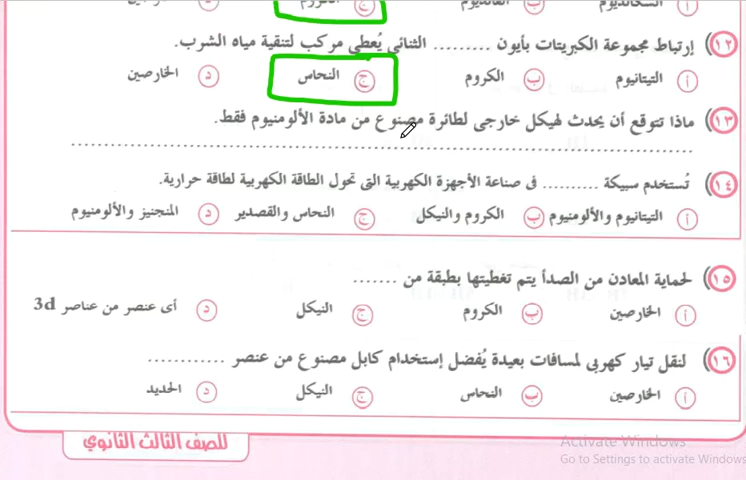 أ السكانديوم ب الفانديوم ج الكروم د
١٢) إرتباط مجموعة الكبريتات بأيون ......... الثنائي يُعطي مركب لتنقية مياه الشرب.
أ التيتانيوم ب الكروم ج النحاس د الخارصين
١٣) ماذا تتوقع أن يحدث لهيكل خارجى لطائرة مصنوع من مادة الألومنيوم فقط.
١٤) تُستخدم سبيكة .......... فى صناعة الأجهزة الكهربية التى تحول الطاقة الكهربية لطاقة حرارية.
أ التيتانيوم والألومنيوم ب الكروم والنيكل ج النحاس والقصدير د المنجنيز والألومنيوم
١٥) لحماية المعادن من الصدأ يتم تغطيتها بطبقة من .......
أ الخارصين ب الكروم ج النيكل د أى عنصر من عناصر 3d
١٦) لنقل تيار كهربى لمسافات بعيدة يُفضل إستخدام كابل مصنوع من عنصر ............
أ الخارصين ب النحاس ج النيكل د الحديد
للصف الثالث الثانوي
Activate Windows
Go to Settings to activate Windows